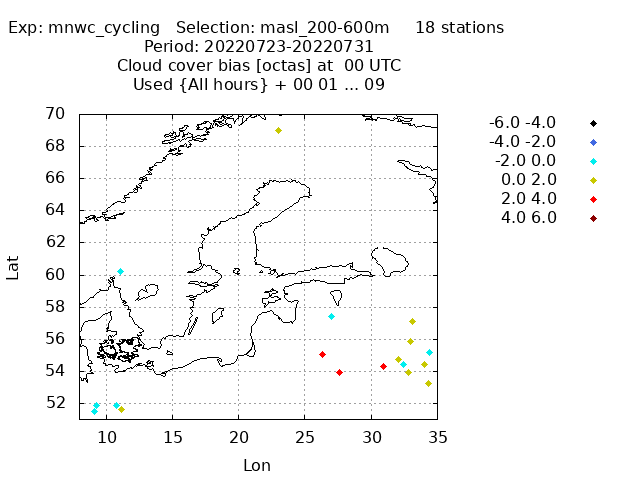 Exp: mnwc_cycling   Selection: masl_200-600m     18 stations
Period: 20220723-20220731
Cloud cover bias [octas] at  00 UTC
Used {All hours} + 00 01 ... 09
-6.0 -4.0
-4.0 -2.0
-2.0 0.0
0.0 2.0
2.0 4.0
4.0 6.0
70
68
66
64
62
60
58
56
54
52
Lat
10 15 20 25 30 35
Lon